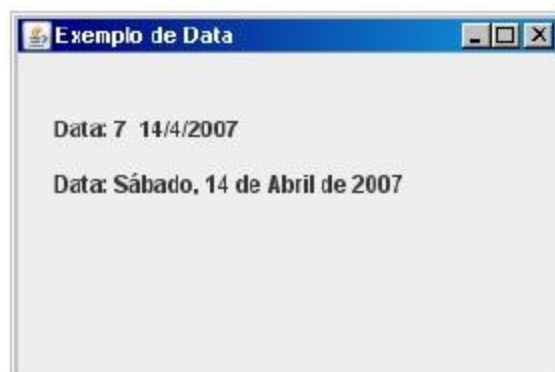 Exemplo de Data
Data: 7 14/4/2007
Data: Sábado, 14 de Abril de 2007